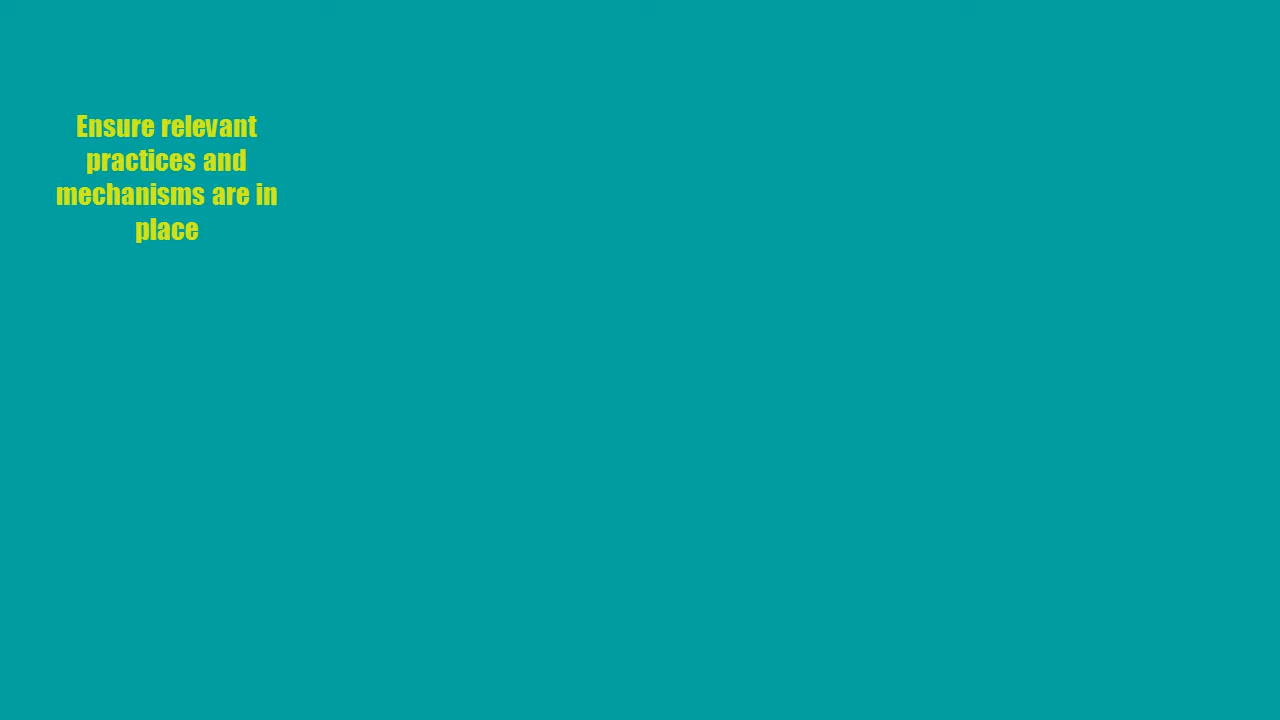 Ensure relevant
practices and
mechanisms are in
place